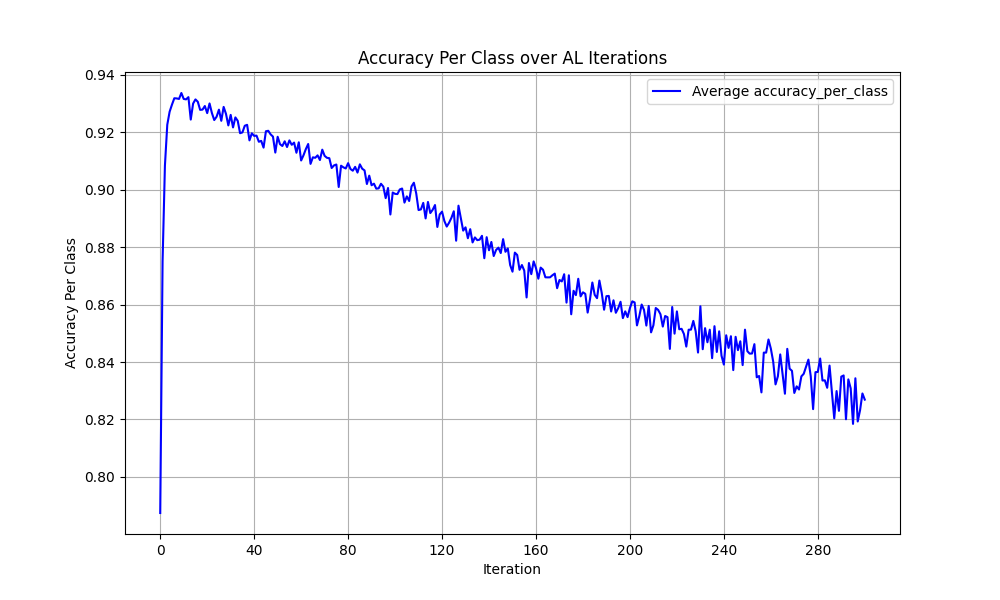 Accuracy Per Class over AL Iterations
Average accuracy_per_class
Accuracy Per Class
0.94
0.92
0.90
0.88
0.86
0.84
0.82
0.80
0 40 80 120 160 200 240 280
Iteration